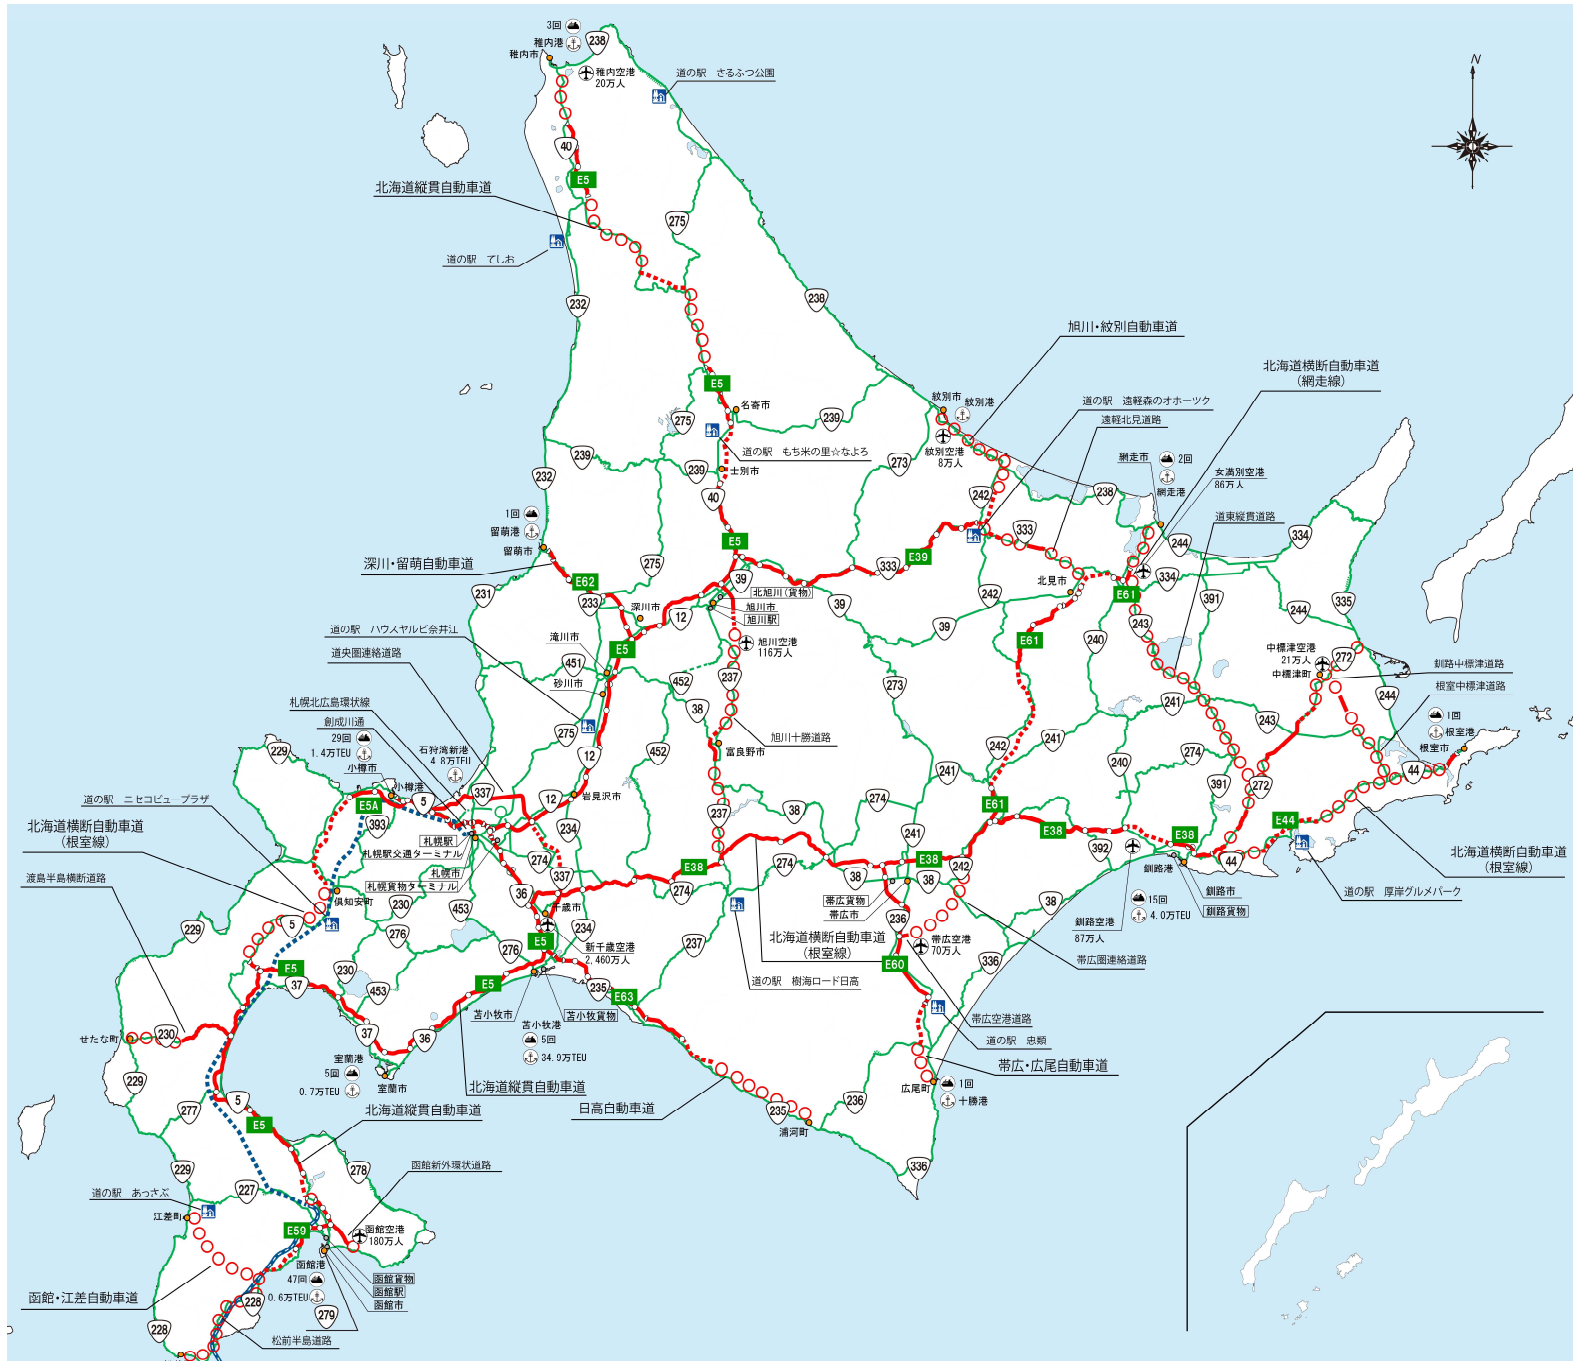 3回
稚内港
稚内市
238
稚内空港
20万人
道の駅　さるふつ公園
N
40
E5
北海道縦貫自動車道
275
道の駅　てしお
232
238
旭川・紋別自動車道
北海道横断自動車道
(網走線)
E5
名寄市
275
239
紋別市
紋別港
紋別空港
8万人
道の駅　遠軽森のオホーツク
遠軽北見道路
239
道の駅　もち米の里☆なよろ
239
士別市
273
232
網走市
2回
網走港
女満別空港
86万人
40
242
238
道東縦貫道路
1回
留萌港
留萌市
333
244
334
E5
深川・留萌自動車道
275
E39
333
39
E62
北見市
334
E61
231
233
北旭川(貨物)
242
391
335
深川市
12
旭川市
旭川駅
39
39
244
243
道の駅　ハウスヤルビ奈井江
滝川市
E5
旭川空港
116万人
E61
240
中標津空港
21万人
中標津町
272
釧路中標津道路
道央圏連絡道路
451
砂川市
452
237
273
根室中標津道路
244
札幌北広島環状線
創成川通
29回
1.4万TEU
小樽市
38
241
243
1回
根室港
根室市
石狩湾新港
4.8万TEU
275
旭川十勝道路
229
12
452
富良野市
242
241
240
274
小樽港
241
391
272
44
道の駅　ニセコビュープラザ
E5A
5
337
12
岩見沢市
274
E61
北海道横断自動車道
(根室線)
393
237
38
E44
234
241
E38
E38
札幌駅
札幌駅交通ターミナル
392
44
北海道横断自動車道
(根室線)
札幌市
274
337
E38
274
38
E38
242
釧路港
釧路市
釧路貨物
道の駅　厚岸グルメパーク
渡島半島横断道路
札幌貨物ターミナル
274
38
倶知安町
230
453
36
千歳市
帯広貨物
帯広市
38
15回
4.0万TEU
釧路空港
87万人
5
229
276
276
E5
234
新千歳空港
2,460万人
237
北海道横断自動車道
(根室線)
236
帯広空港
70万人
帯広圏連絡道路
336
E5
37
230
453
E5
235
E63
道の駅　樹海ロード日高
E60
苫小牧市
苫小牧貨物
苫小牧港
5回
34.9万TEU
帯広空港道路
道の駅　忠類
せたな町
230
37
36
室蘭港
5回
0.7万TEU
室蘭市
帯広・広尾自動車道
229
北海道縦貫自動車道
広尾町
1回
十勝港
277
5
北海道縦貫自動車道
日高自動車道
235
236
浦河町
E5
229
278
函館新外環状道路
336
道の駅　あっさぶ
227
江差町
E59
函館空港
180万人
函館港
47回
0.6万TEU
函館貨物
函館駅
函館市
函館・江差自動車道
228
279
228
松前半島道路